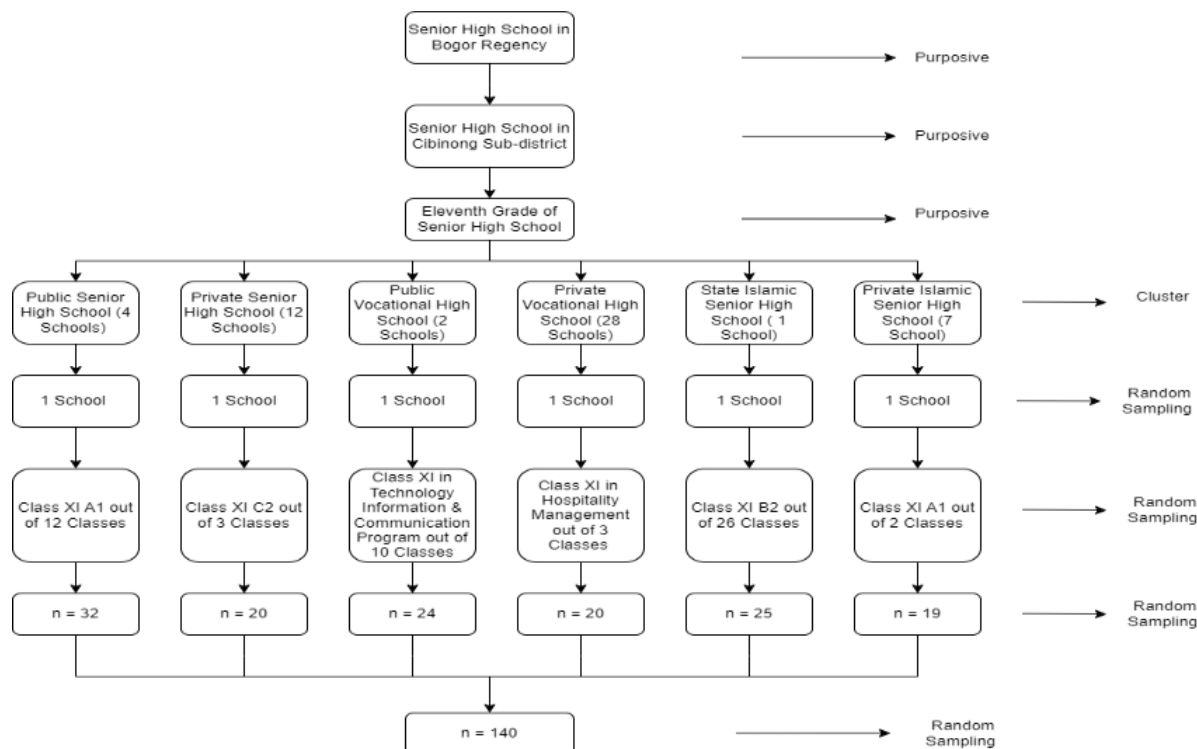 Senior High School in
Bogor Regency
Purposive
Senior High School in
Cibinong Sub-district
Purposive
Eleventh Grade of
Senior High School
Purposive
Public Senior
High School (4
Schools)
Private Senior
High School (12
Schools)
Public
Vocational High
School (2
Schools)
Private
Vocational High
School (28
Schools)
State Islamic
Senior High
School ( 1
School)
Private Islamic
Senior High
School (7
School)
Cluster
1 School
1 School
1 School
1 School
1 School
1 School
Random
Sampling
Class XI A1 out
of 12 Classes
Class XI C2 out
of 3 Classes
Class XI in
Technology
Information &
Communication
Program out of
10 Classes
Class XI in
Hospitality
Management
out of 3
Classes
Class XI B2 out
of 26 Classes
Class XI A1 out
of 2 Classes
Random
Sampling
n = 32
n = 20
n = 24
n = 20
n = 25
n = 19
Random
Sampling
n = 140
Random
Sampling